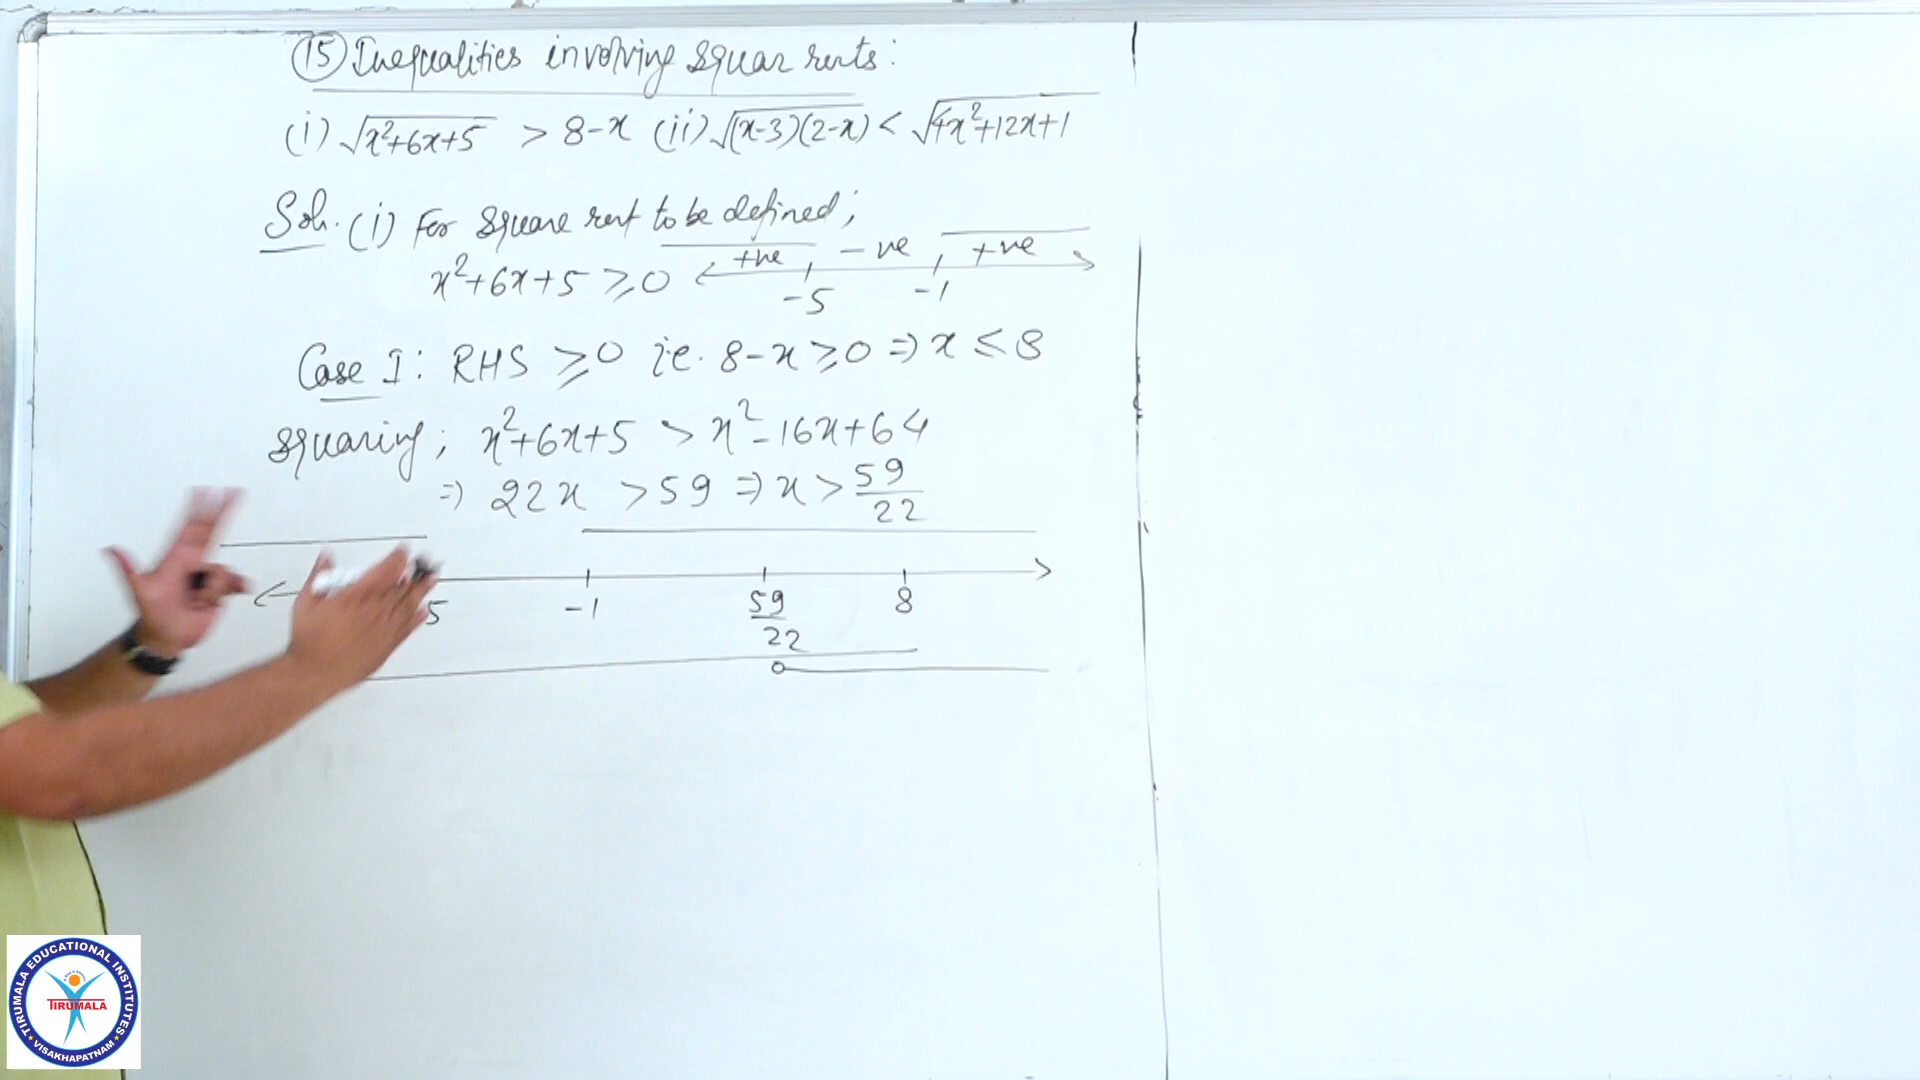 15 Inequalities involving squar roots:
(i) √x²+6x+5 > 8-x (ii) √(x-3)(2-x) < √4x²+12x+1
Soln. (i) For square root to be defined;
+ve -ve +ve
x²+6x+5 ≥ 0
-5 -1
Case I: RHS ≥ 0 i.e. 8-x ≥ 0 ⇒ x ≤ 8
squaring; x²+6x+5 > x²-16x+64
⇒ 22x > 59 ⇒ x > 59/22
5 -1 59/22 8
TIRUMALA EDUCATIONAL INSTITUTES
TIRUMALA
VISAKHAPATNAM